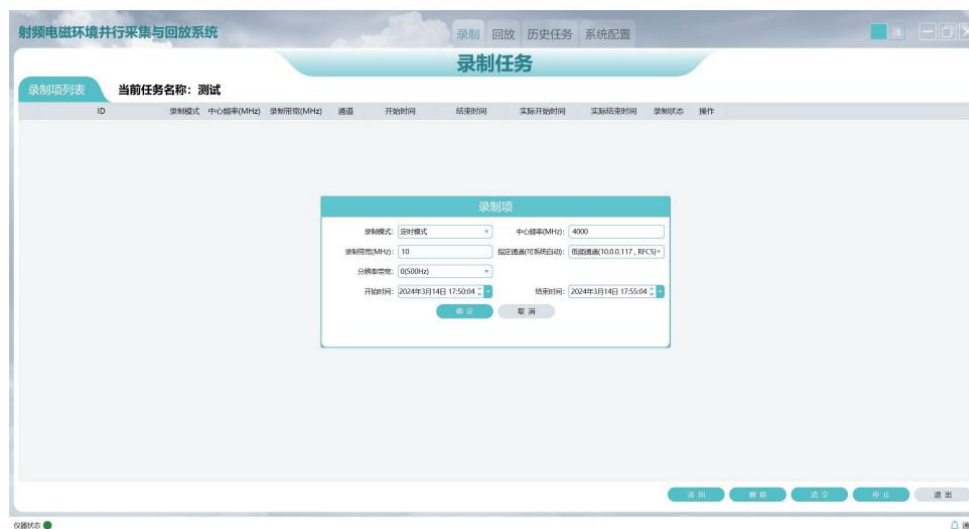 射频电磁环境并行采集与回放系统
录制 回放 历史任务 系统配置
录制任务
录制项列表 当前任务名称：测试
ID 录制模式 中心频率(MHz) 录制带宽(MHz) 通道 开始时间 结束时间 实际开始时间 实际结束时间 录制状态 操作
录制项
录制模式: 定时模式 中心频率(MHz): 4000
录制带宽(MHz): 10 指定通道(可系统自动): 低端通道(10.0.0.117 , RFCS)
分辨率带宽: 0(500Hz)
开始时间: 2024年3月14日 17:50:04 结束时间: 2024年3月14日 17:55:04
确 定 取 消
添 加 删 除 清 空 停 止 退 出
仪器状态